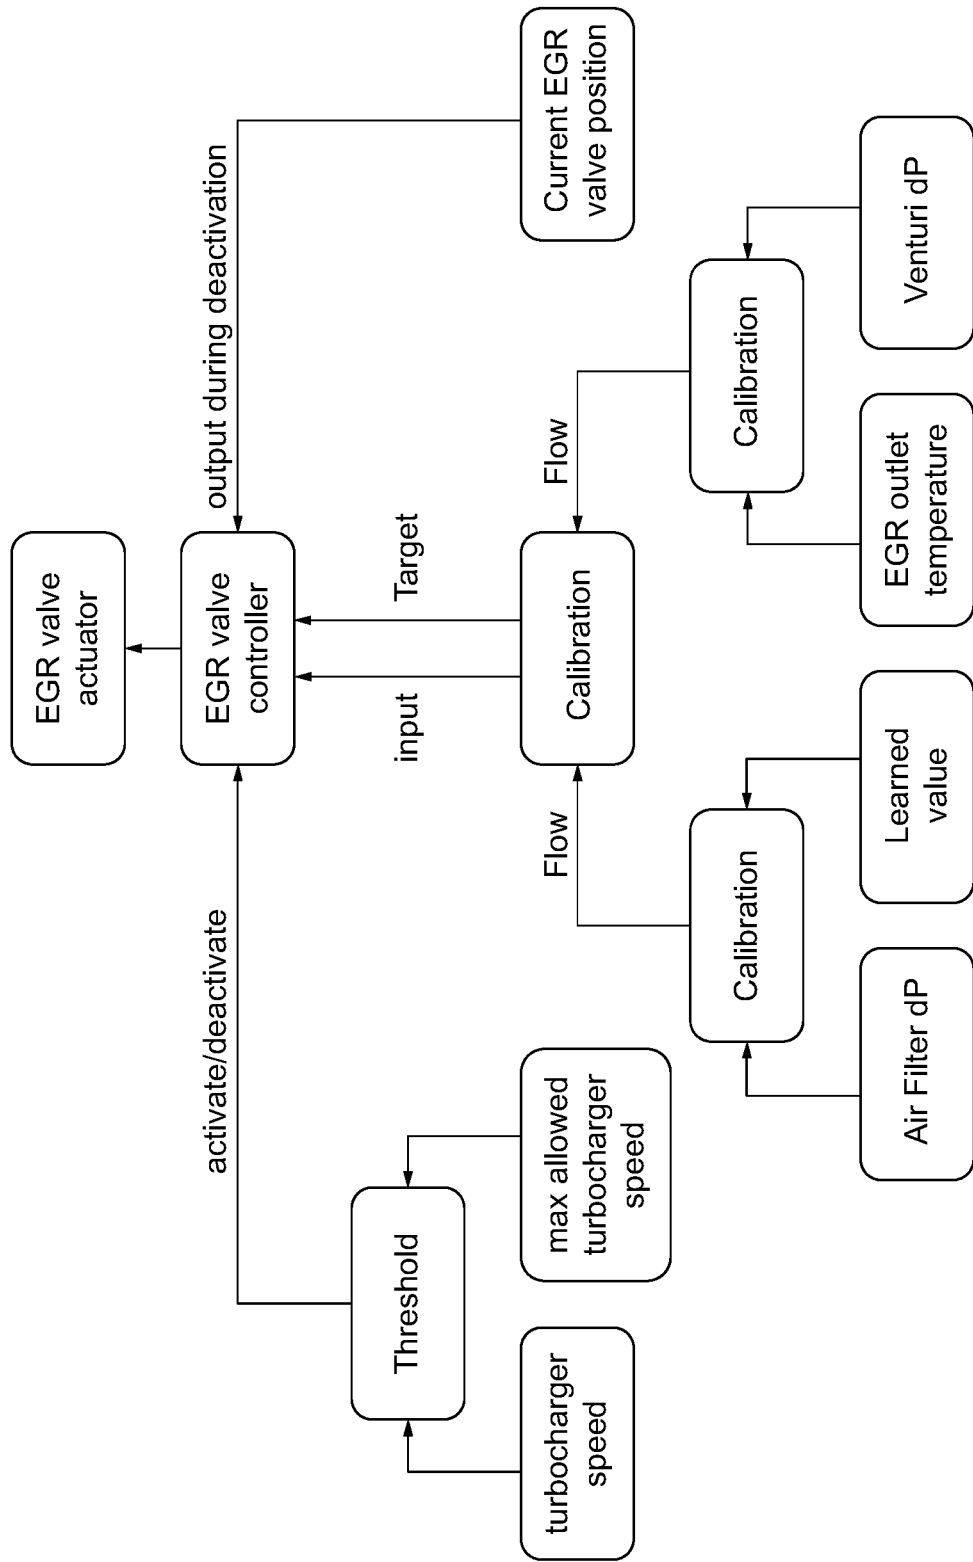 EGR valve
actuator
EGR valve
controller
activate/deactivate
output during deactivation
input
Target
Threshold
turbocharger
speed
max allowed
turbocharger
speed
Calibration
Current EGR
valve position
Flow
Flow
Calibration
Calibration
Air Filter dP
Learned
value
EGR outlet
temperature
Venturi dP